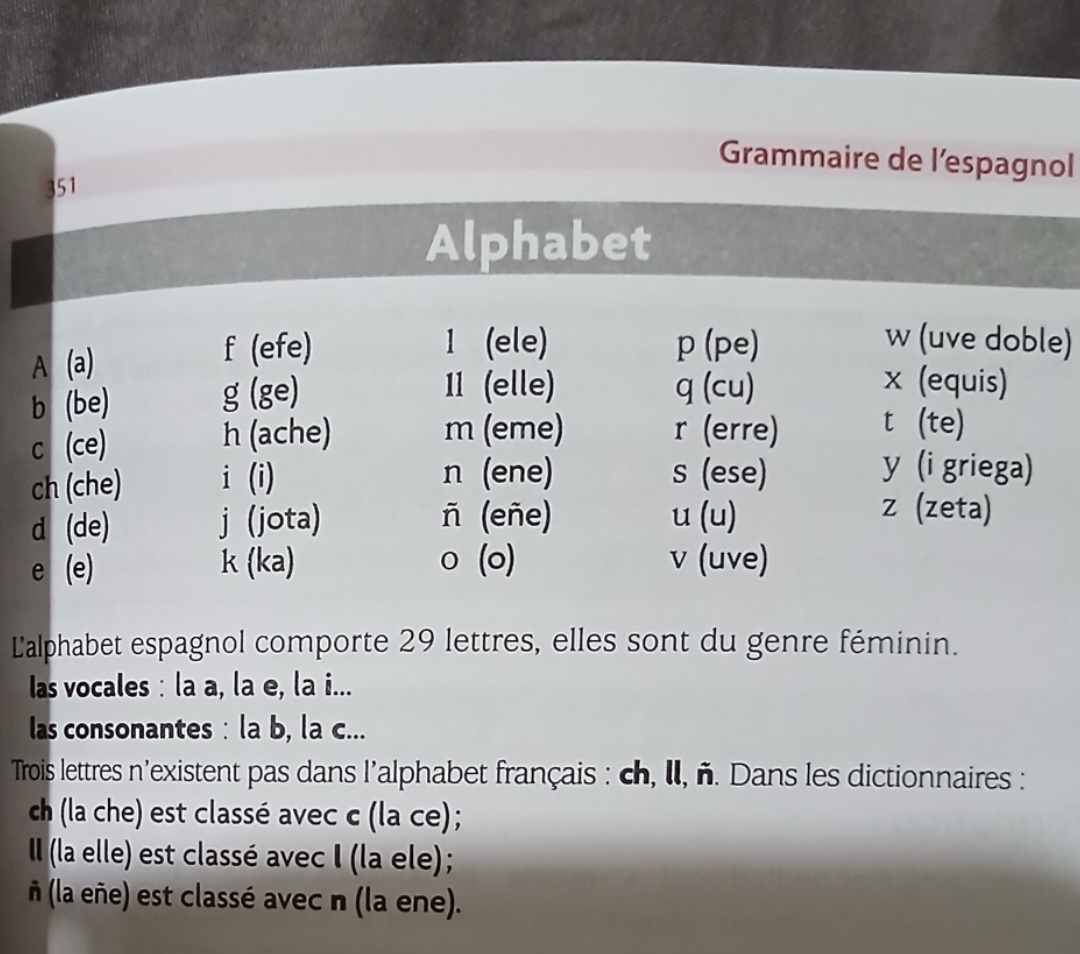 351
Grammaire de l'espagnol
Alphabet
A (a)
b (be)
c (ce)
ch (che)
d (de)
e (e)
f (efe)
g (ge)
h (ache)
i (i)
j (jota)
k (ka)
l (ele)
ll (elle)
m (eme)
n (ene)
ñ (eñe)
o (o)
p (pe)
q (cu)
r (erre)
s (ese)
u (u)
v (uve)
w (uve doble)
x (equis)
t (te)
y (i griega)
z (zeta)
L'alphabet espagnol comporte 29 lettres, elles sont du genre féminin.
las vocales : la a, la e, la i...
las consonantes : la b, la c...
Trois lettres n'existent pas dans l'alphabet français : ch, ll, ñ. Dans les dictionnaires :
ch (la che) est classé avec c (la ce);
ll (la elle) est classé avec l (la ele);
ñ (la eñe) est classé avec n (la ene).